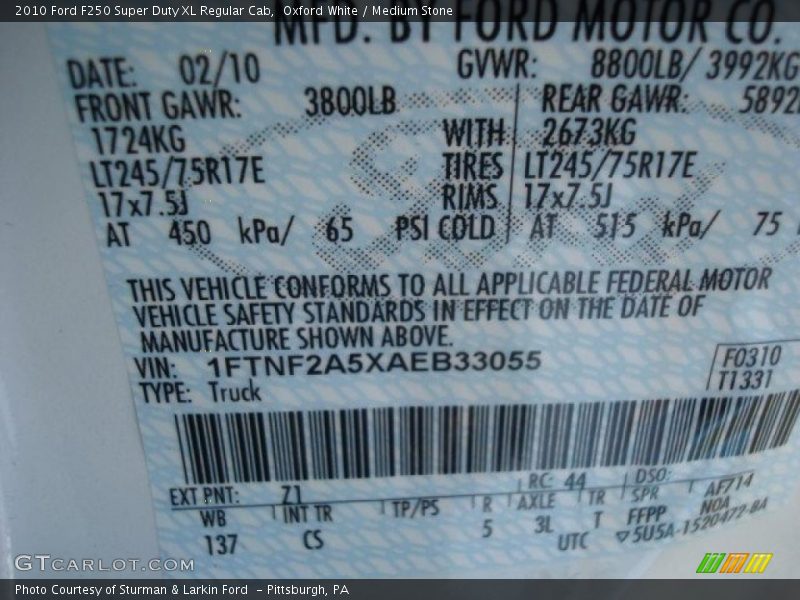 2010 Ford F250 Super Duty XL Regular Cab, Oxford White / Medium Stone
MFD. BY FORD MOTOR CO.
DATE: 02/10 GVWR: 8800LB/ 3992KG
FRONT GAWR: 3800LB REAR GAWR: 5892
1724KG WITH 2673KG
LT245/75R17E TIRES LT245/75R17E
17x7.5J RIMS 17x7.5J
AT 450 kPa/ 65 PSI COLD AT 515 kPa/ 75
THIS VEHICLE CONFORMS TO ALL APPLICABLE FEDERAL MOTOR
VEHICLE SAFETY STANDARDS IN EFFECT ON THE DATE OF
MANUFACTURE SHOWN ABOVE.
VIN: 1FTNF2A5XAEB33055 F0310
TYPE: Truck T1331
EXT PNT: Z1 RC: 44 DSO:
WB INT TR TP/PS R AXLE TR SPR AF714
137 CS 5 3L T FFPP NOA
UTC ▽5U5A-1520472-BA
GTCARLOT.COM
Photo Courtesy of Sturman & Larkin Ford - Pittsburgh, PA